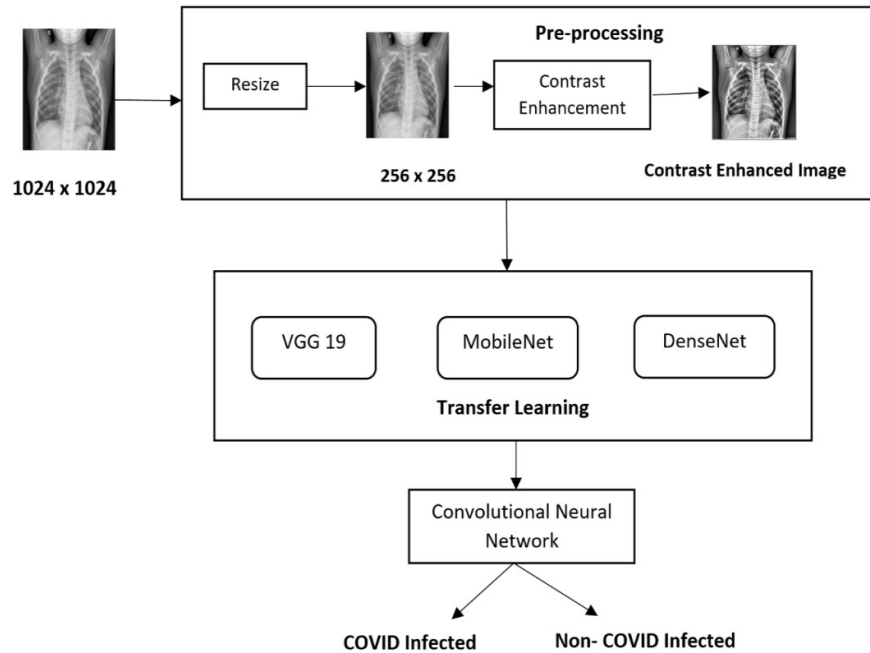 Pre-processing
Resize
Contrast
Enhancement
1024 x 1024
256 x 256
Contrast Enhanced Image
VGG 19
MobileNet
DenseNet
Transfer Learning
Convolutional Neural
Network
COVID Infected
Non- COVID Infected